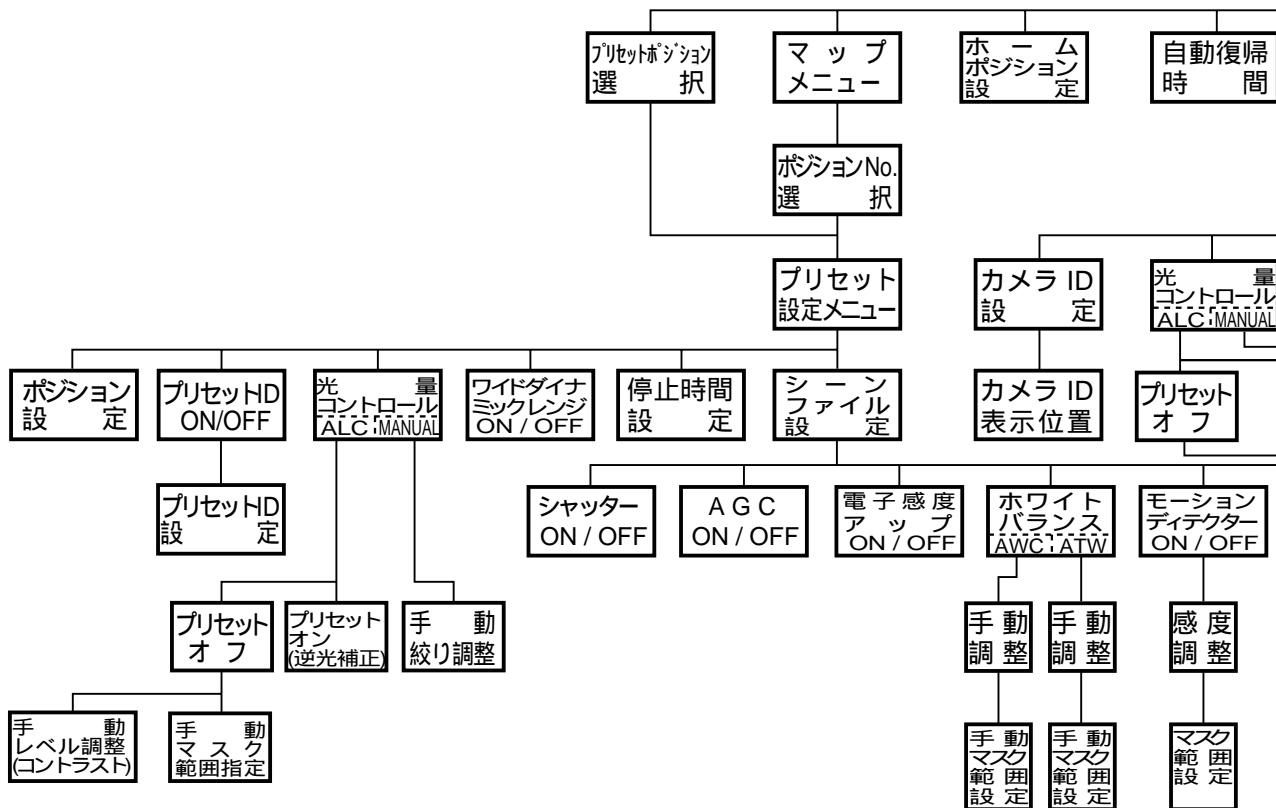 プリセットポジション
選択
マップ
メニュー
ホーム
ポジション
設定
自動復帰
時間
ポジションNo.
選択
プリセット
設定メニュー
カメラ ID
設定
光量
コントロール
ALC MANUAL
ポジション
設定
プリセットID
ON/OFF
光量
コントロール
ALC MANUAL
ワイドダイナ
ミックレンジ
ON / OFF
停止時間
設定
シーン
ファイル
設定
カメラ ID
表示位置
プリセット
オフ
プリセットID
設定
シャッター
ON / OFF
A G C
ON / OFF
電子感度
アップ
ON / OFF
ホワイト
バランス
AWC ATW
モーション
ディテクター
ON / OFF
プリセット
オフ
プリセット
オン
(逆光補正)
手動
絞り調整
手動
調整
手動
調整
感度
調整
手動
レベル調整
(コントラスト)
手動
マスク
範囲指定
手動
マスク
範囲
設定
手動
マスク
範囲
設定
マスク
範囲
設定